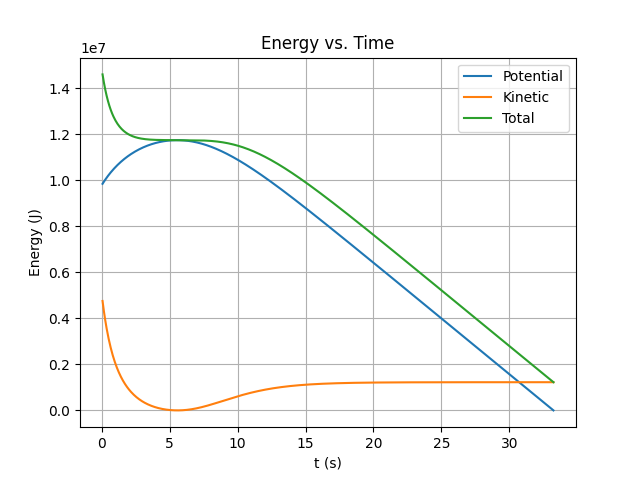 Energy vs. Time
1e7
Potential
Kinetic
Total
1.4
1.2
1.0
0.8
0.6
0.4
0.2
0.0
Energy (J)
0 5 10 15 20 25 30
t (s)